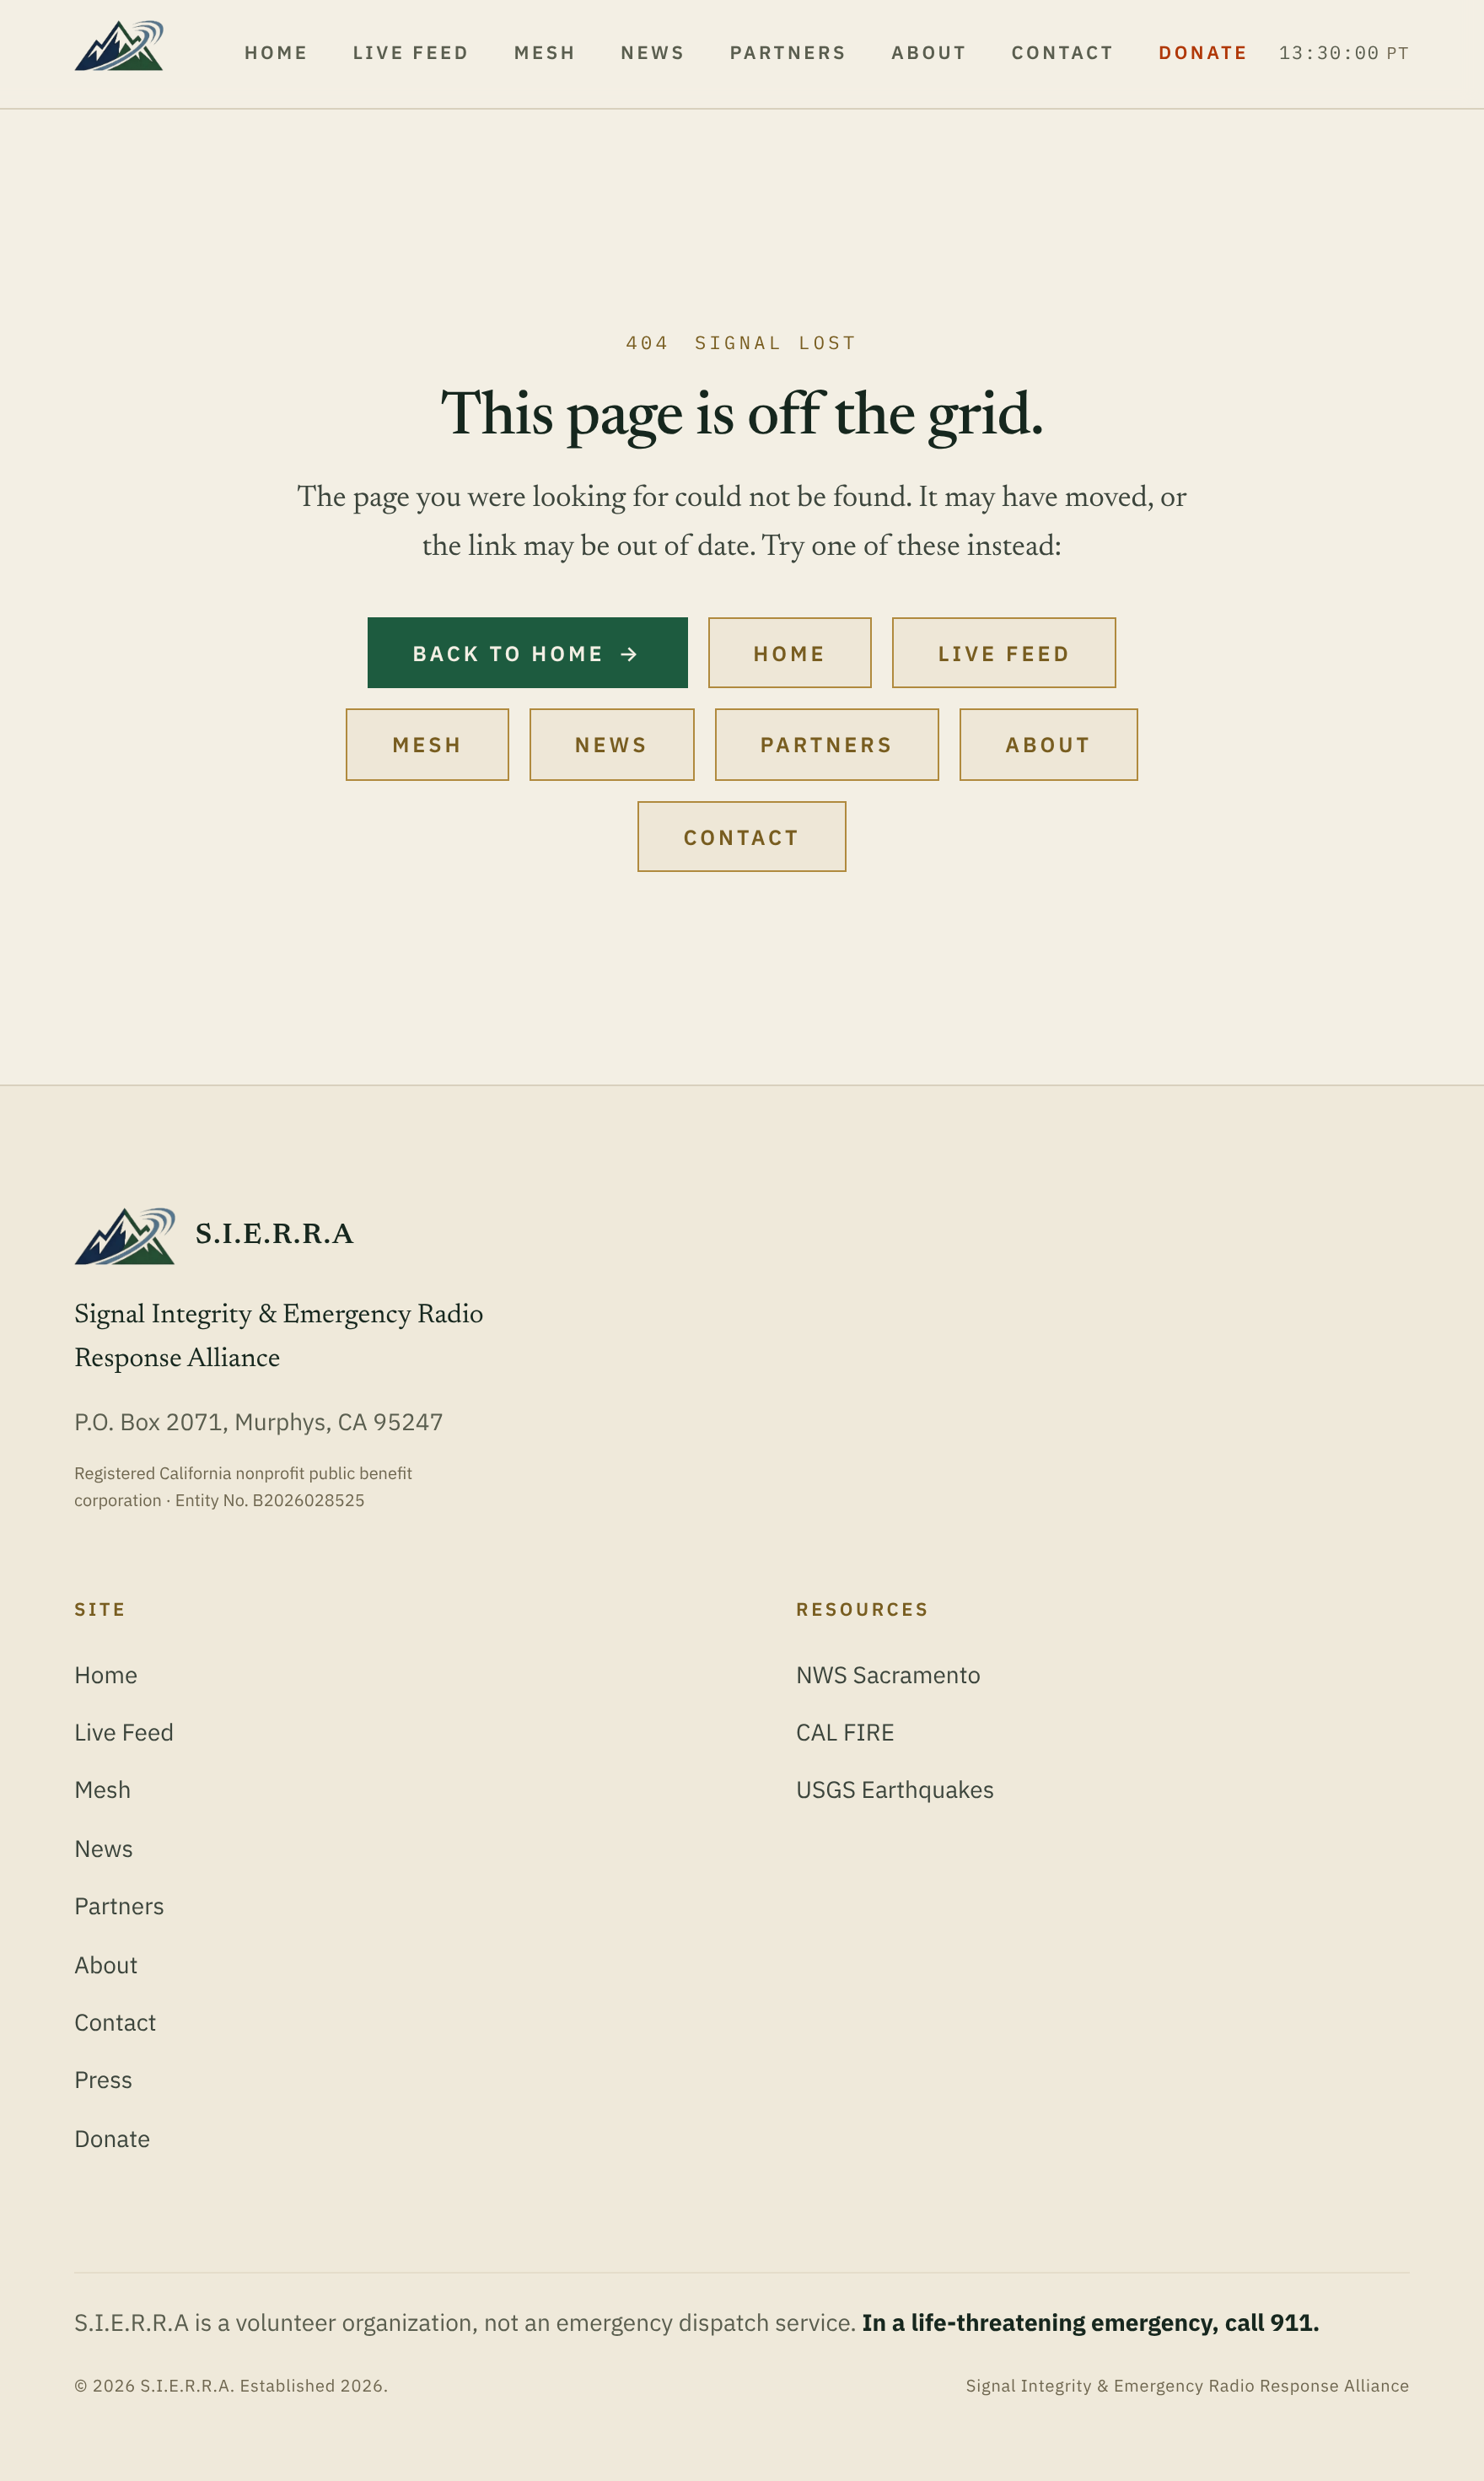 HOME LIVE FEED MESH NEWS PARTNERS ABOUT CONTACT DONATE 13:30:00 PT
404 SIGNAL LOST
This page is off the grid.
The page you were looking for could not be found. It may have moved, or
the link may be out of date. Try one of these instead:
BACK TO HOME → HOME LIVE FEED
MESH NEWS PARTNERS ABOUT
CONTACT
S.I.E.R.R.A
Signal Integrity & Emergency Radio
Response Alliance
P.O. Box 2071, Murphys, CA 95247
Registered California nonprofit public benefit
corporation · Entity No. B2026028525
SITE
Home
Live Feed
Mesh
News
Partners
About
Contact
Press
Donate
RESOURCES
NWS Sacramento
CAL FIRE
USGS Earthquakes
S.I.E.R.R.A is a volunteer organization, not an emergency dispatch service. In a life-threatening emergency, call 911.
© 2026 S.I.E.R.R.A. Established 2026.
Signal Integrity & Emergency Radio Response Alliance